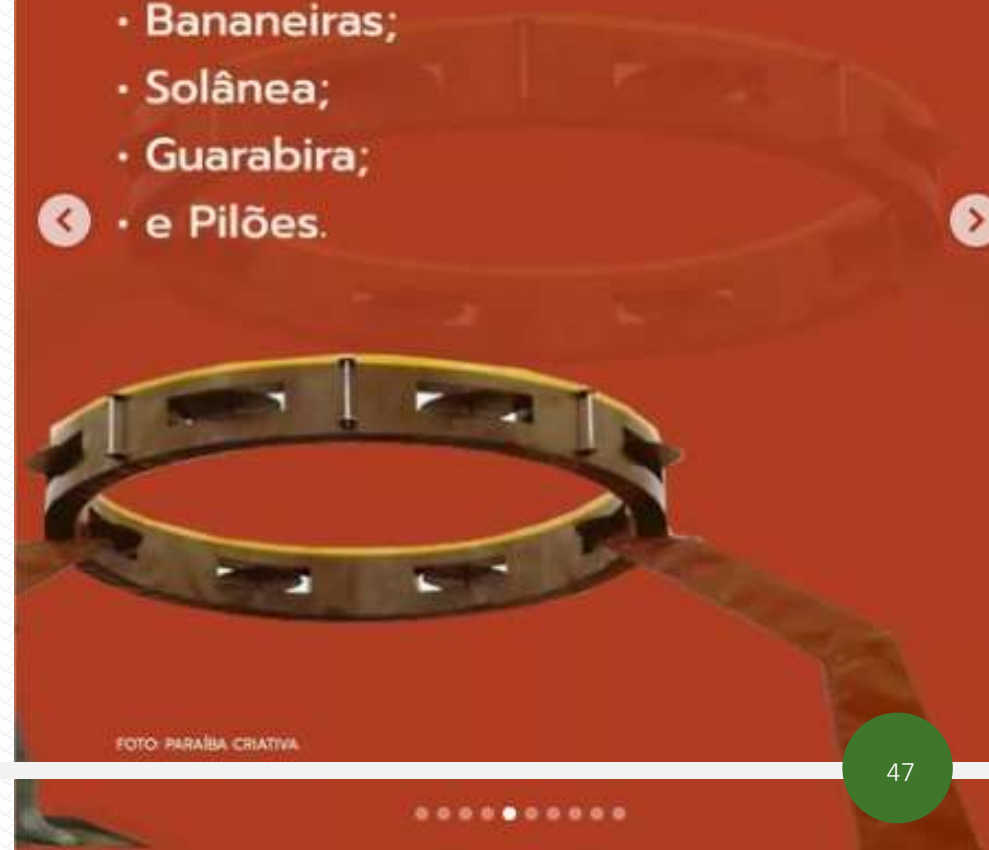 · Bananeiras;
· Solânea;
· Guarabira;
· e Pilões.
FOTO: PARAÍBA CRIATIVA
47